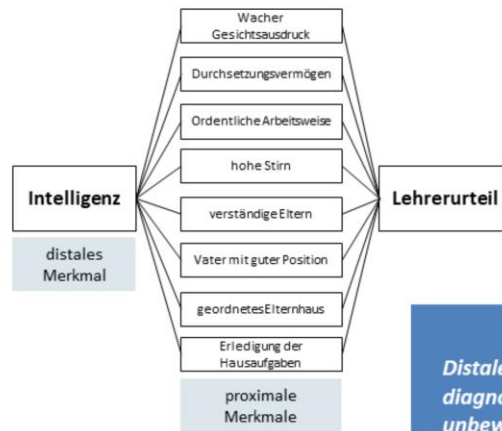 Wacher
Gesichtsausdruck
Durchsetzungsvermögen
Ordentliche Arbeitsweise
hohe Stirn
Intelligenz
Lehrerurteil
verständige Eltern
distales
Merkmal
Vater mit guter Position
geordnetes Elternhaus
Erledigung der
Hausaufgaben
proximale
Merkmale
Distale
diagno
unbew